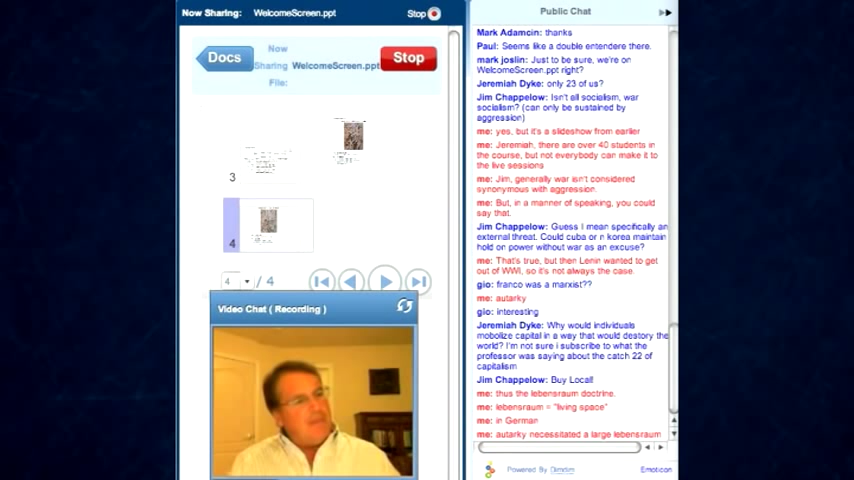 Now Sharing: WelcomeScreen.ppt Stop
Docs
Now
Sharing WelcomeScreen.ppt
File:
Stop
3
4
4 / 4
Video Chat ( Recording )
Public Chat
Mark Adamcin: thanks
Paul: Seems like a double entendere there.
mark joslin: Just to be sure, we're on
WelcomeScreen.ppt right?
Jeremiah Dyke: only 23 of us?
Jim Chappelow: Isn't all socialism, war
socialism? (can only be sustained by
aggression)
me: yes, but it's a slideshow from earlier
me: Jeremiah, there are over 40 students in
the course, but not everybody can make it to
the live sessions
me: Jim, generally war isn't considered
synonymous with aggression.
me: But, in a manner of speaking, you could
say that.
Jim Chappelow: Guess I mean specifically an
external threat. Could cuba or n korea maintain
hold on power without war as an excuse?
me: That's true, but then Lenin wanted to get
out of WWI, so it's not always the case.
gio: franco was a marxist??
me: autarky
gio: interesting
Jeremiah Dyke: Why would individuals
mobolize capital in a way that would destory the
world? I'm not sure i subscribe to what the
professor was saying about the catch 22 of
capitalism
Jim Chappelow: Buy Local!
me: thus the lebensraum doctrine.
me: lebensraum = "living space"
me: in German
me: autarky necessitated a large lebensraum
Powered By Dimdim Emoticon